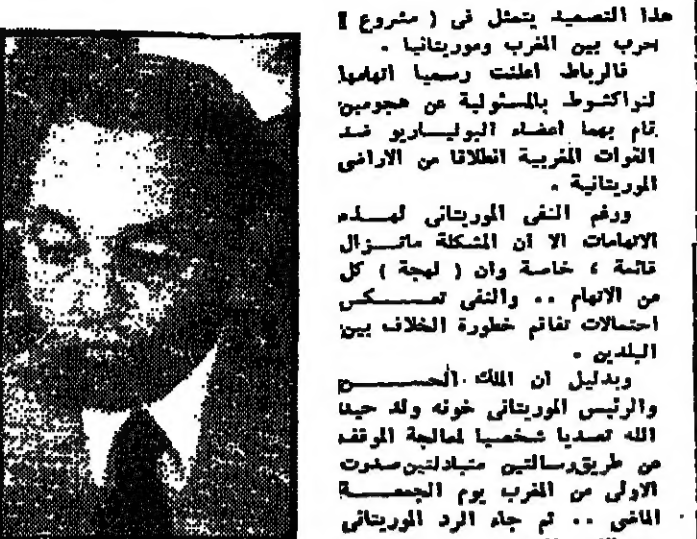 هذا التصعيد يتمثل فى ( مشروع )
حرب بين المغرب وموريتانيا .
فالرباط اعلنت رسميا اتهامها
لنواكشوط بالمسئولية عن هجومين
قام بهما اعضاء البوليساريو ضد
القوات المغربية انطلاقا من الاراضى
الموريتانية .
ورغم النفى الموريتانى لهذه
الاتهامات الا ان المشكلة ماتزال
قائمة ، خاصة وان ( لهجة ) كل
من الاتهام .. والنفى تعكس
احتمالات تفاقم خطورة الخلاف بين
البلدين .
وبدليل ان الملك الحسن
والرئيس الموريتانى خونه ولد حيد
الله تصديا شخصيا لمعالجة الموقف
عن طريق رسالتين متبادلتين صدرت
الاولى من المغرب يوم الجمعة
الماضى .. ثم جاء الرد الموريتانى